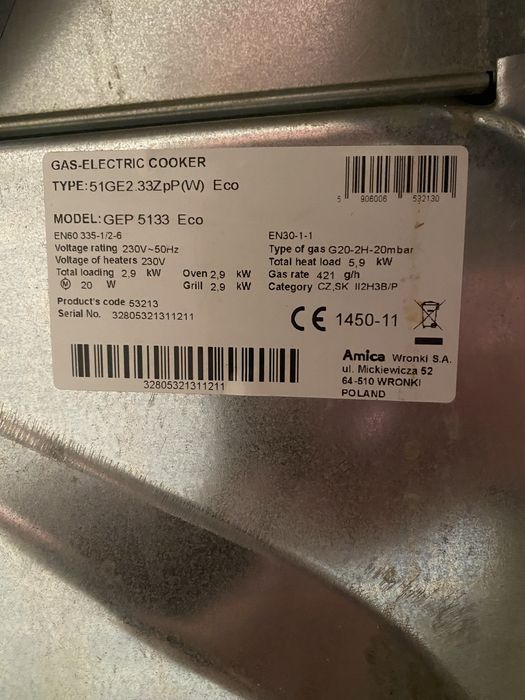 GAS-ELECTRIC COOKER
TYPE:51GE2.33ZpP(W) Eco
5 906006 532130
MODEL:GEP 5133 Eco
EN60 335-1/2-6
Voltage rating 230V~50Hz
Voltage of heaters 230V
Total loading 2,9 kW Oven 2,9 kW
M 20 W Grill 2,9 kW
EN30-1-1
Type of gas G20-2H-20mbar
Total heat load 5,9 kW
Gas rate 421 g/h
Category CZ,SK II2H3B/P
Product's code 53213
Serial No. 32805321311211
CE 1450-11
32805321311211
Amica Wronki S.A.
ul. Mickiewicza 52
64-510 WRONKI
POLAND